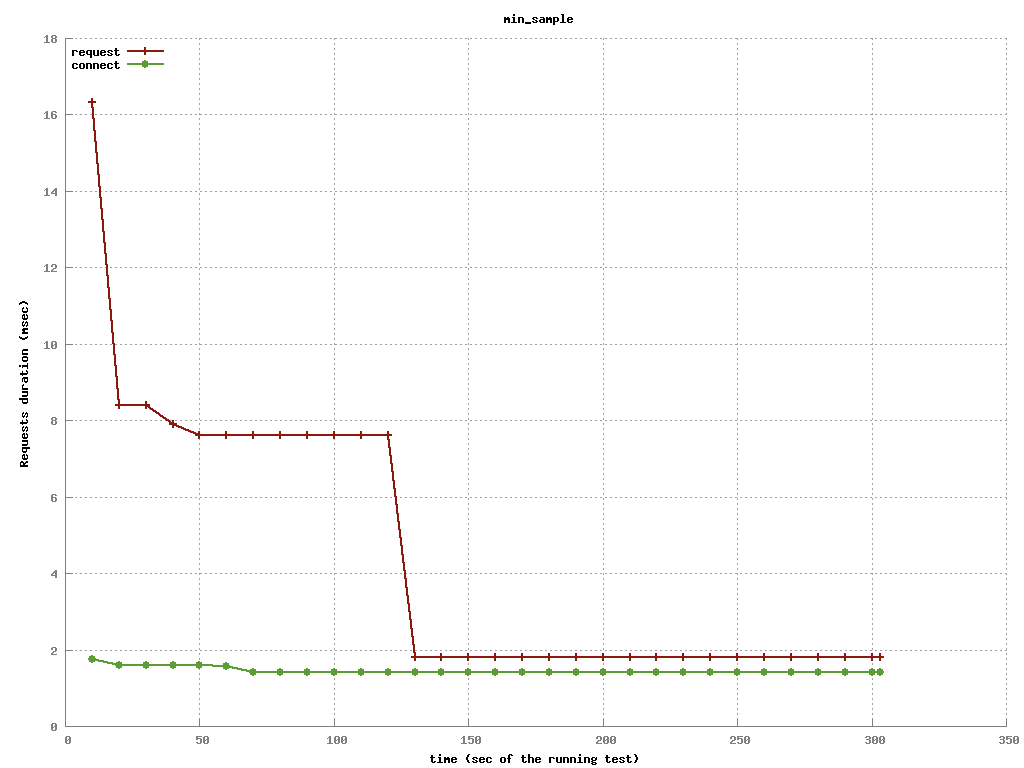 min_sample
request
connect
18
16
14
12
10
8
6
4
2
0
Requests duration (msec)
0 50 100 150 200 250 300 350
time (sec of the running test)